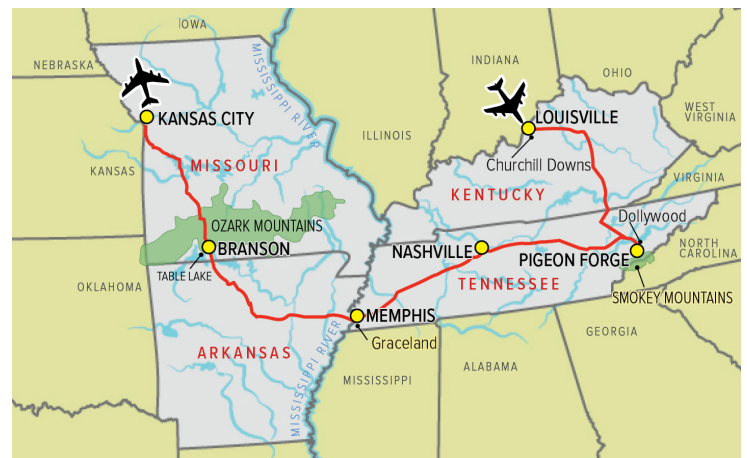 IOWA
NEBRASKA
MISSISSIPPI RIVER
INDIANA
OHIO
KANSAS CITY
LOUISVILLE
WEST
VIRGINIA
ILLINOIS
Churchill Downs
MISSOURI
KANSAS
VIRGINIA
KENTUCKY
Dollywood
OZARK MOUNTAINS
BRANSON
NASHVILLE
PIGEON FORGE
NORTH
CAROLINA
TABLE LAKE
OKLAHOMA
TENNESSEE
SMOKEY MOUNTAINS
MEMPHIS
Graceland
GEORGIA
ARKANSAS
MISSISSIPPI RIVER
MISSISSIPPI
ALABAMA